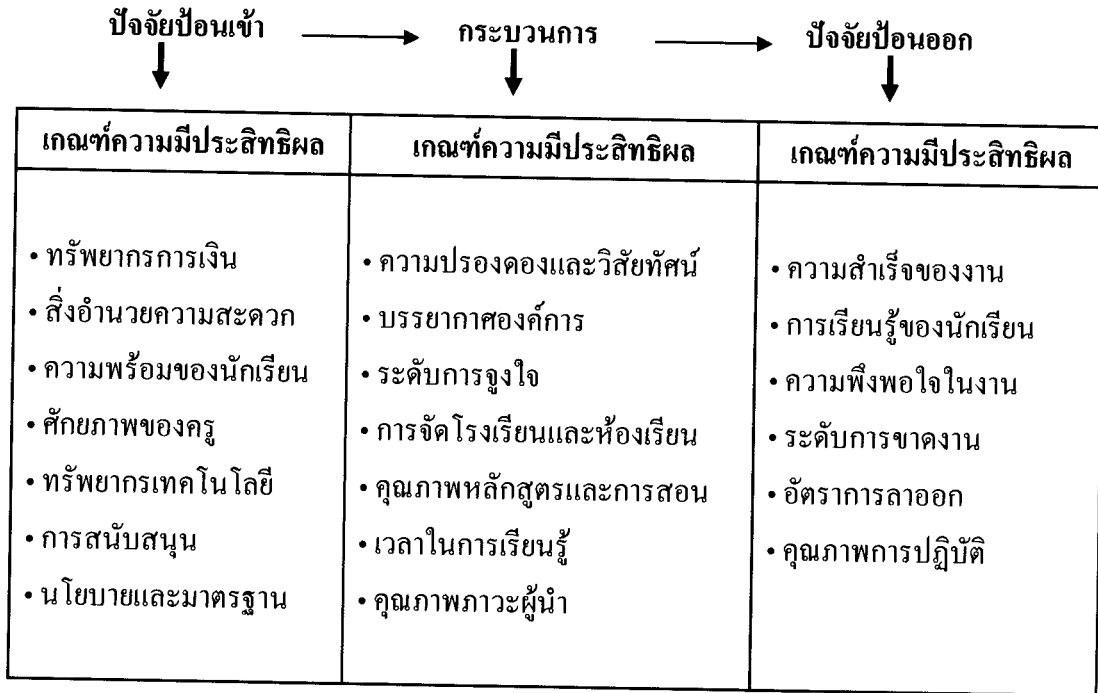 ปัจจัยป้อนเข้า กระบวนการ ปัจจัยป้อนออก
เกณฑ์ความมีประสิทธิผล เกณฑ์ความมีประสิทธิผล เกณฑ์ความมีประสิทธิผล
• ทรัพยากรการเงิน
• สิ่งอำนวยความสะดวก
• ความพร้อมของนักเรียน
• ศักยภาพของครู
• ทรัพยากรเทคโนโลยี
• การสนับสนุน
• นโยบายและมาตรฐาน
• ความปรองดองและวิสัยทัศน์
• บรรยากาศองค์การ
• ระดับการจูงใจ
• การจัดโรงเรียนและห้องเรียน
• คุณภาพหลักสูตรและการสอน
• เวลาในการเรียนรู้
• คุณภาพภาวะผู้นำ
• ความสำเร็จของงาน
• การเรียนรู้ของนักเรียน
• ความพึงพอใจในงาน
• ระดับการขาดงาน
• อัตราการลาออก
• คุณภาพการปฏิบัติ